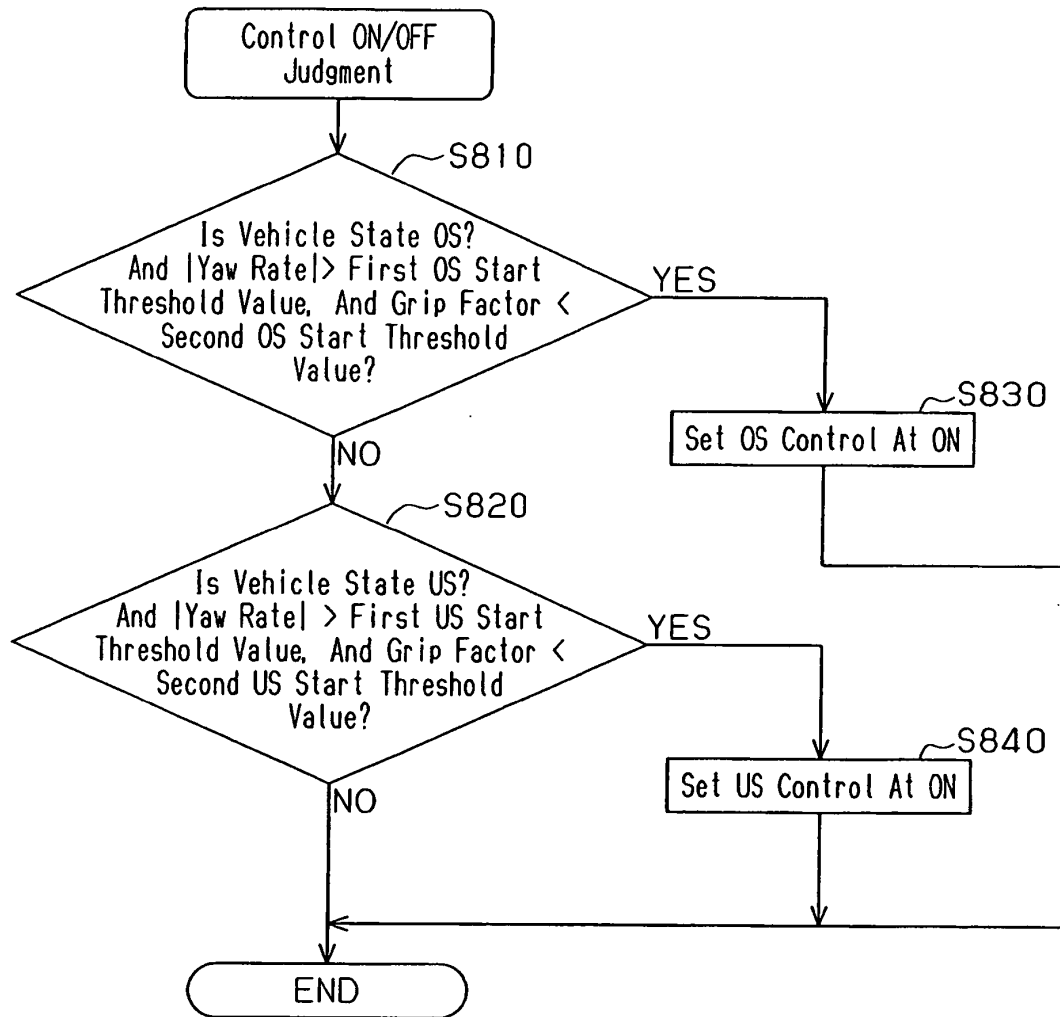 Control ON/OFF
Judgment
S810
Is Vehicle State OS?
And |Yaw Rate|> First OS Start
Threshold Value, And Grip Factor <
Second OS Start Threshold
Value?
YES
S830
Set OS Control At ON
NO
S820
Is Vehicle State US?
And |Yaw Rate| > First US Start
Threshold Value, And Grip Factor <
Second US Start Threshold
Value?
YES
S840
Set US Control At ON
NO
END